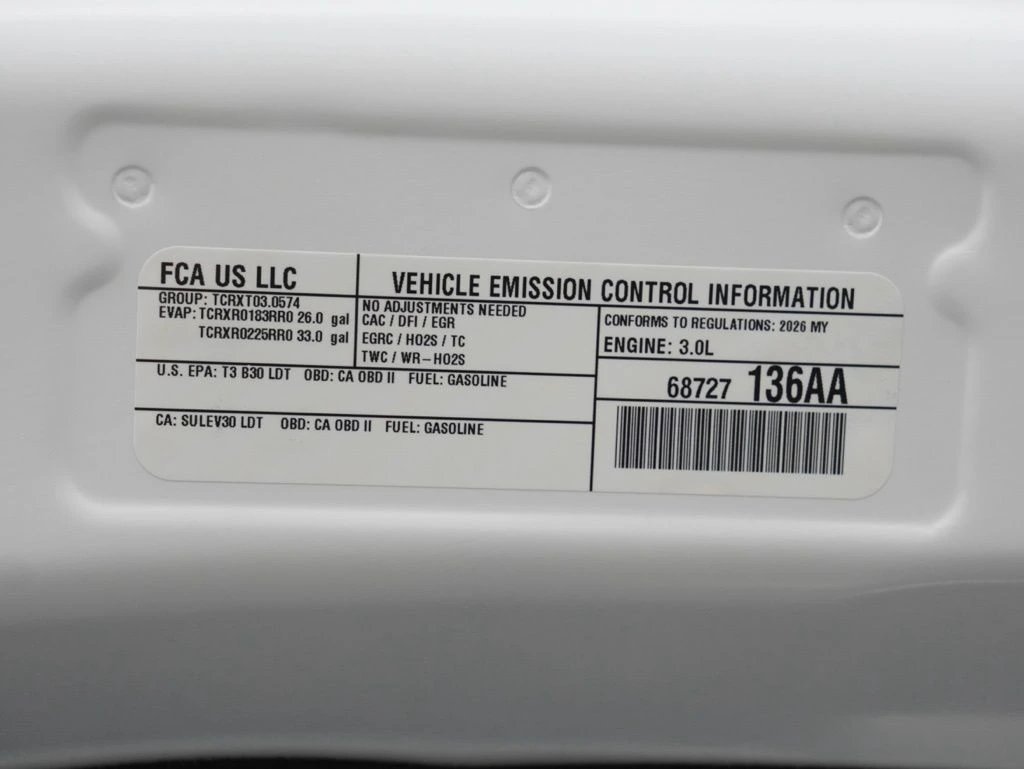 FCA US LLC
VEHICLE EMISSION CONTROL INFORMATION
GROUP: TCRXT03.0574
EVAP: TCRXR0183RR0 26.0 gal
TCRXR0225RR0 33.0 gal
NO ADJUSTMENTS NEEDED
CAC / DFI / EGR
EGRC / HO2S / TC
TWC / WR-HO2S
CONFORMS TO REGULATIONS: 2026 MY
ENGINE: 3.0L
U.S. EPA: T3 B30 LDT OBD: CA OBD II FUEL: GASOLINE
68727 136AA
CA: SULEV30 LDT OBD: CA OBD II FUEL: GASOLINE